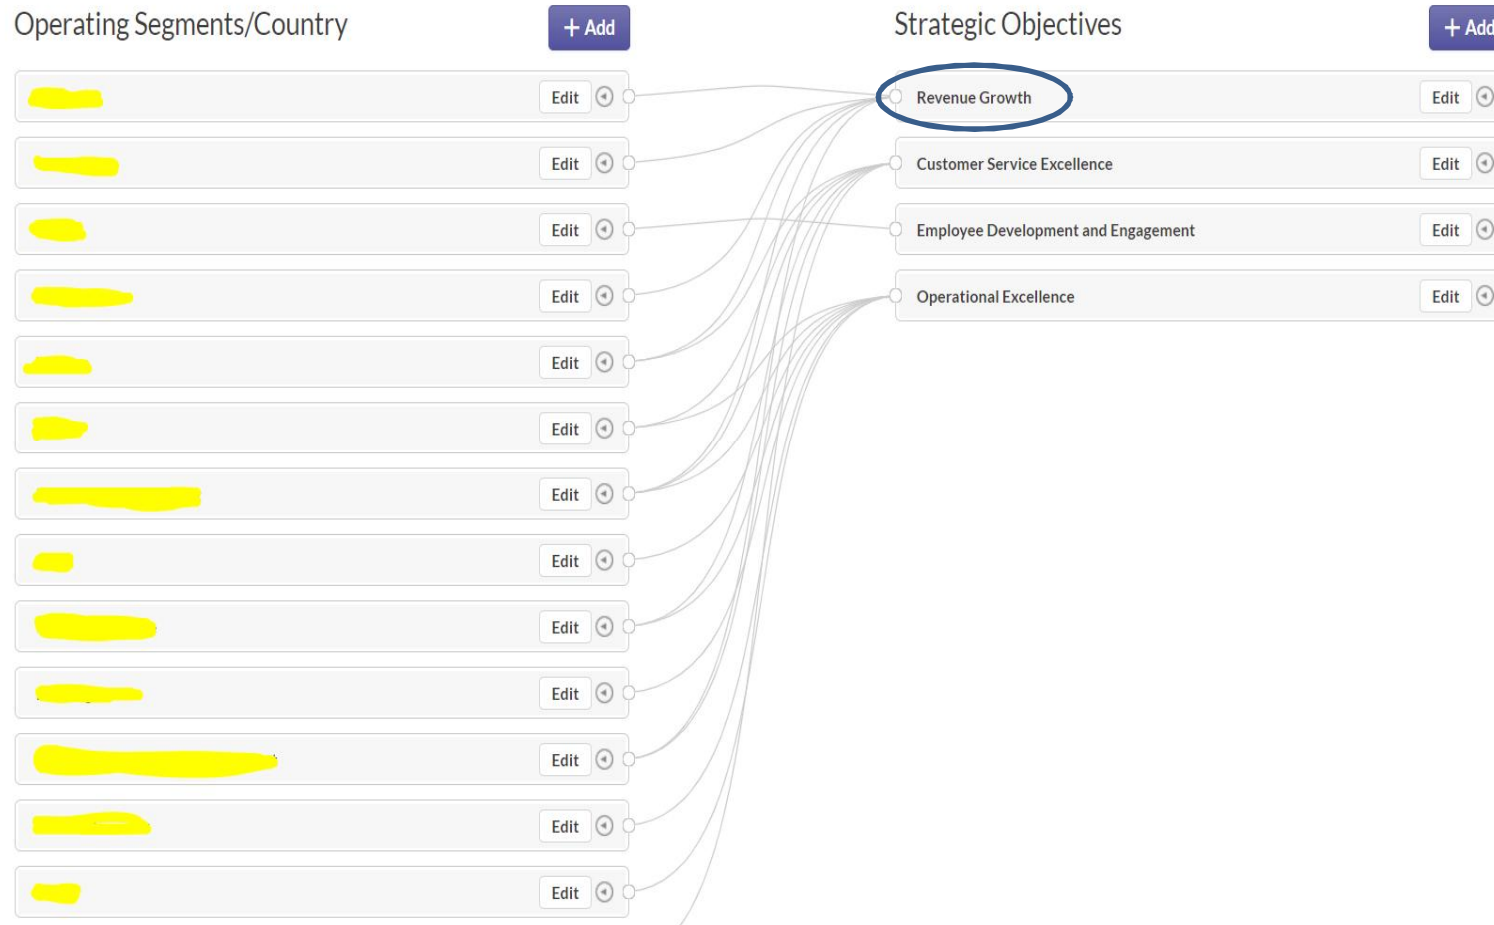 Operating Segments/Country
+ Add
Strategic Objectives
+ Add
Edit
Revenue Growth
Edit
Edit
Customer Service Excellence
Edit
Edit
Employee Development and Engagement
Edit
Edit
Operational Excellence
Edit
Edit
Edit
Edit
Edit
Edit
Edit
Edit
Edit
Edit